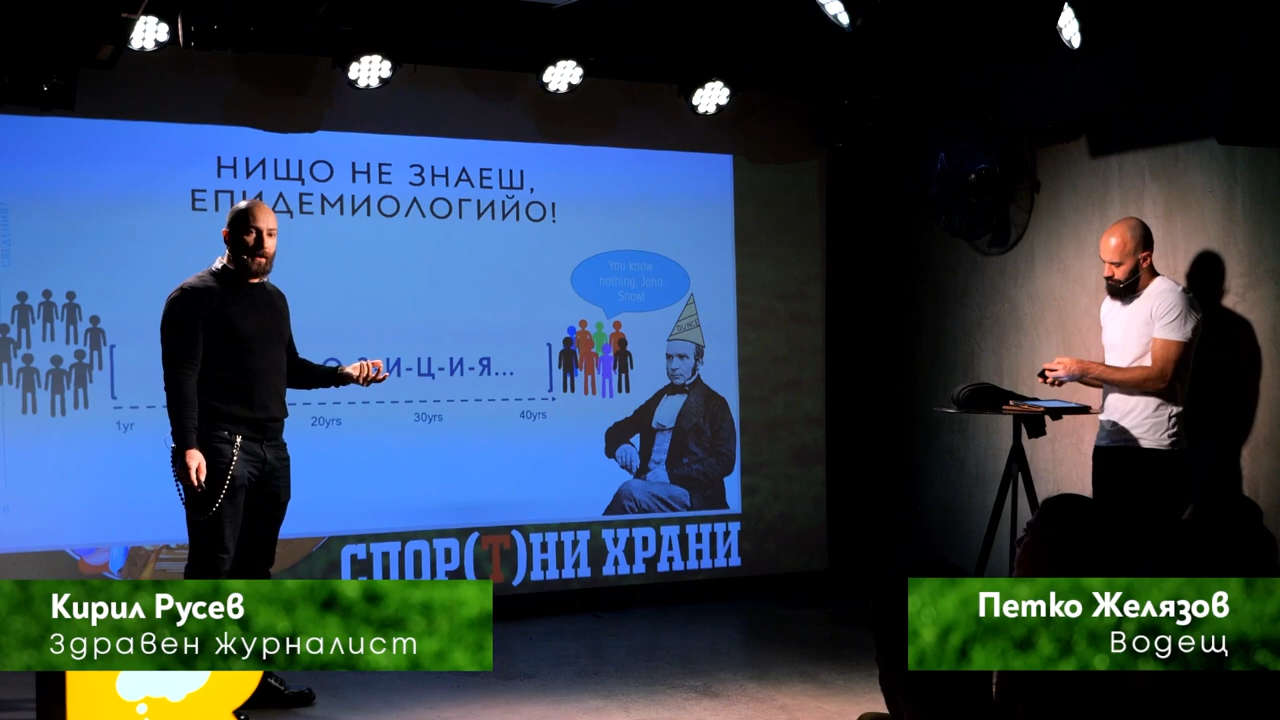 НИЩО НЕ ЗНАЕШ,
ЕПИДЕМИОЛОГИЙО!
You know
nothing, John
Snow!
DUNCE
О-З-И-Ц-И-Я...
1yr
20yrs
30yrs
40yrs
СПОР(Т)НИ ХРАНИ
Кирил Русев
Здравен журналист
Петко Желязов
Водещ